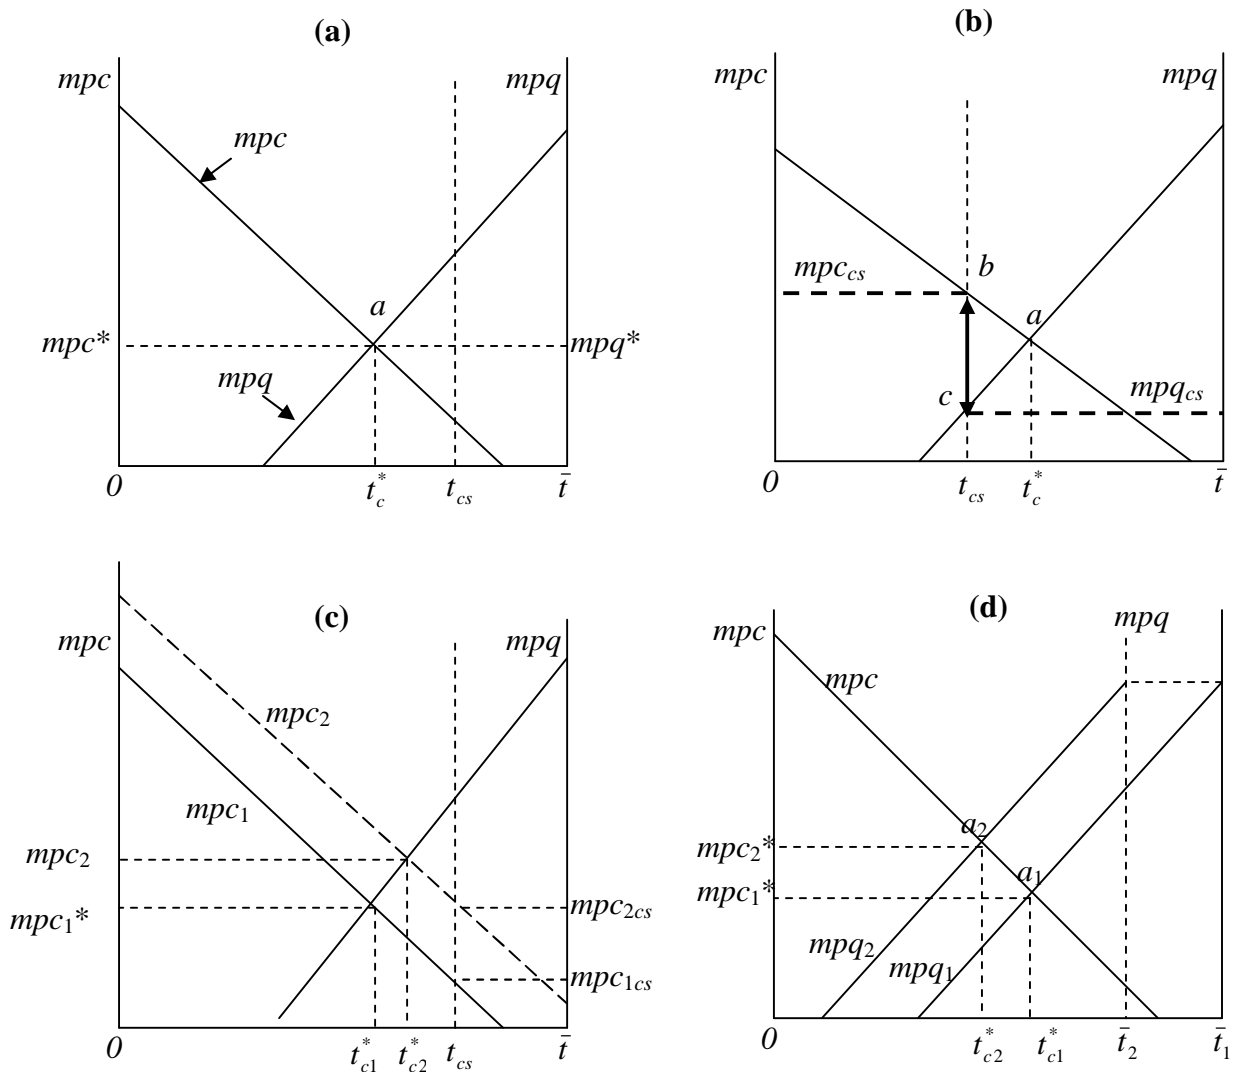 (a)
mpc
mpq
mpc
a
mpc*
mpq*
mpq
0
t*c
tcs
t̄
(b)
mpc
mpq
mpccs
b
a
c
mpqcs
0
tcs
t*c
t̄
(c)
mpc
mpq
mpc2
mpc1
mpc2
mpc1*
mpc2cs
mpc1cs
0
t*c1
t*c2
tcs
t̄
(d)
mpc
mpq
mpc
a2
mpc2*
a1
mpc1*
mpq2
mpq1
0
t*c2
t*c1
t̄2
t̄1